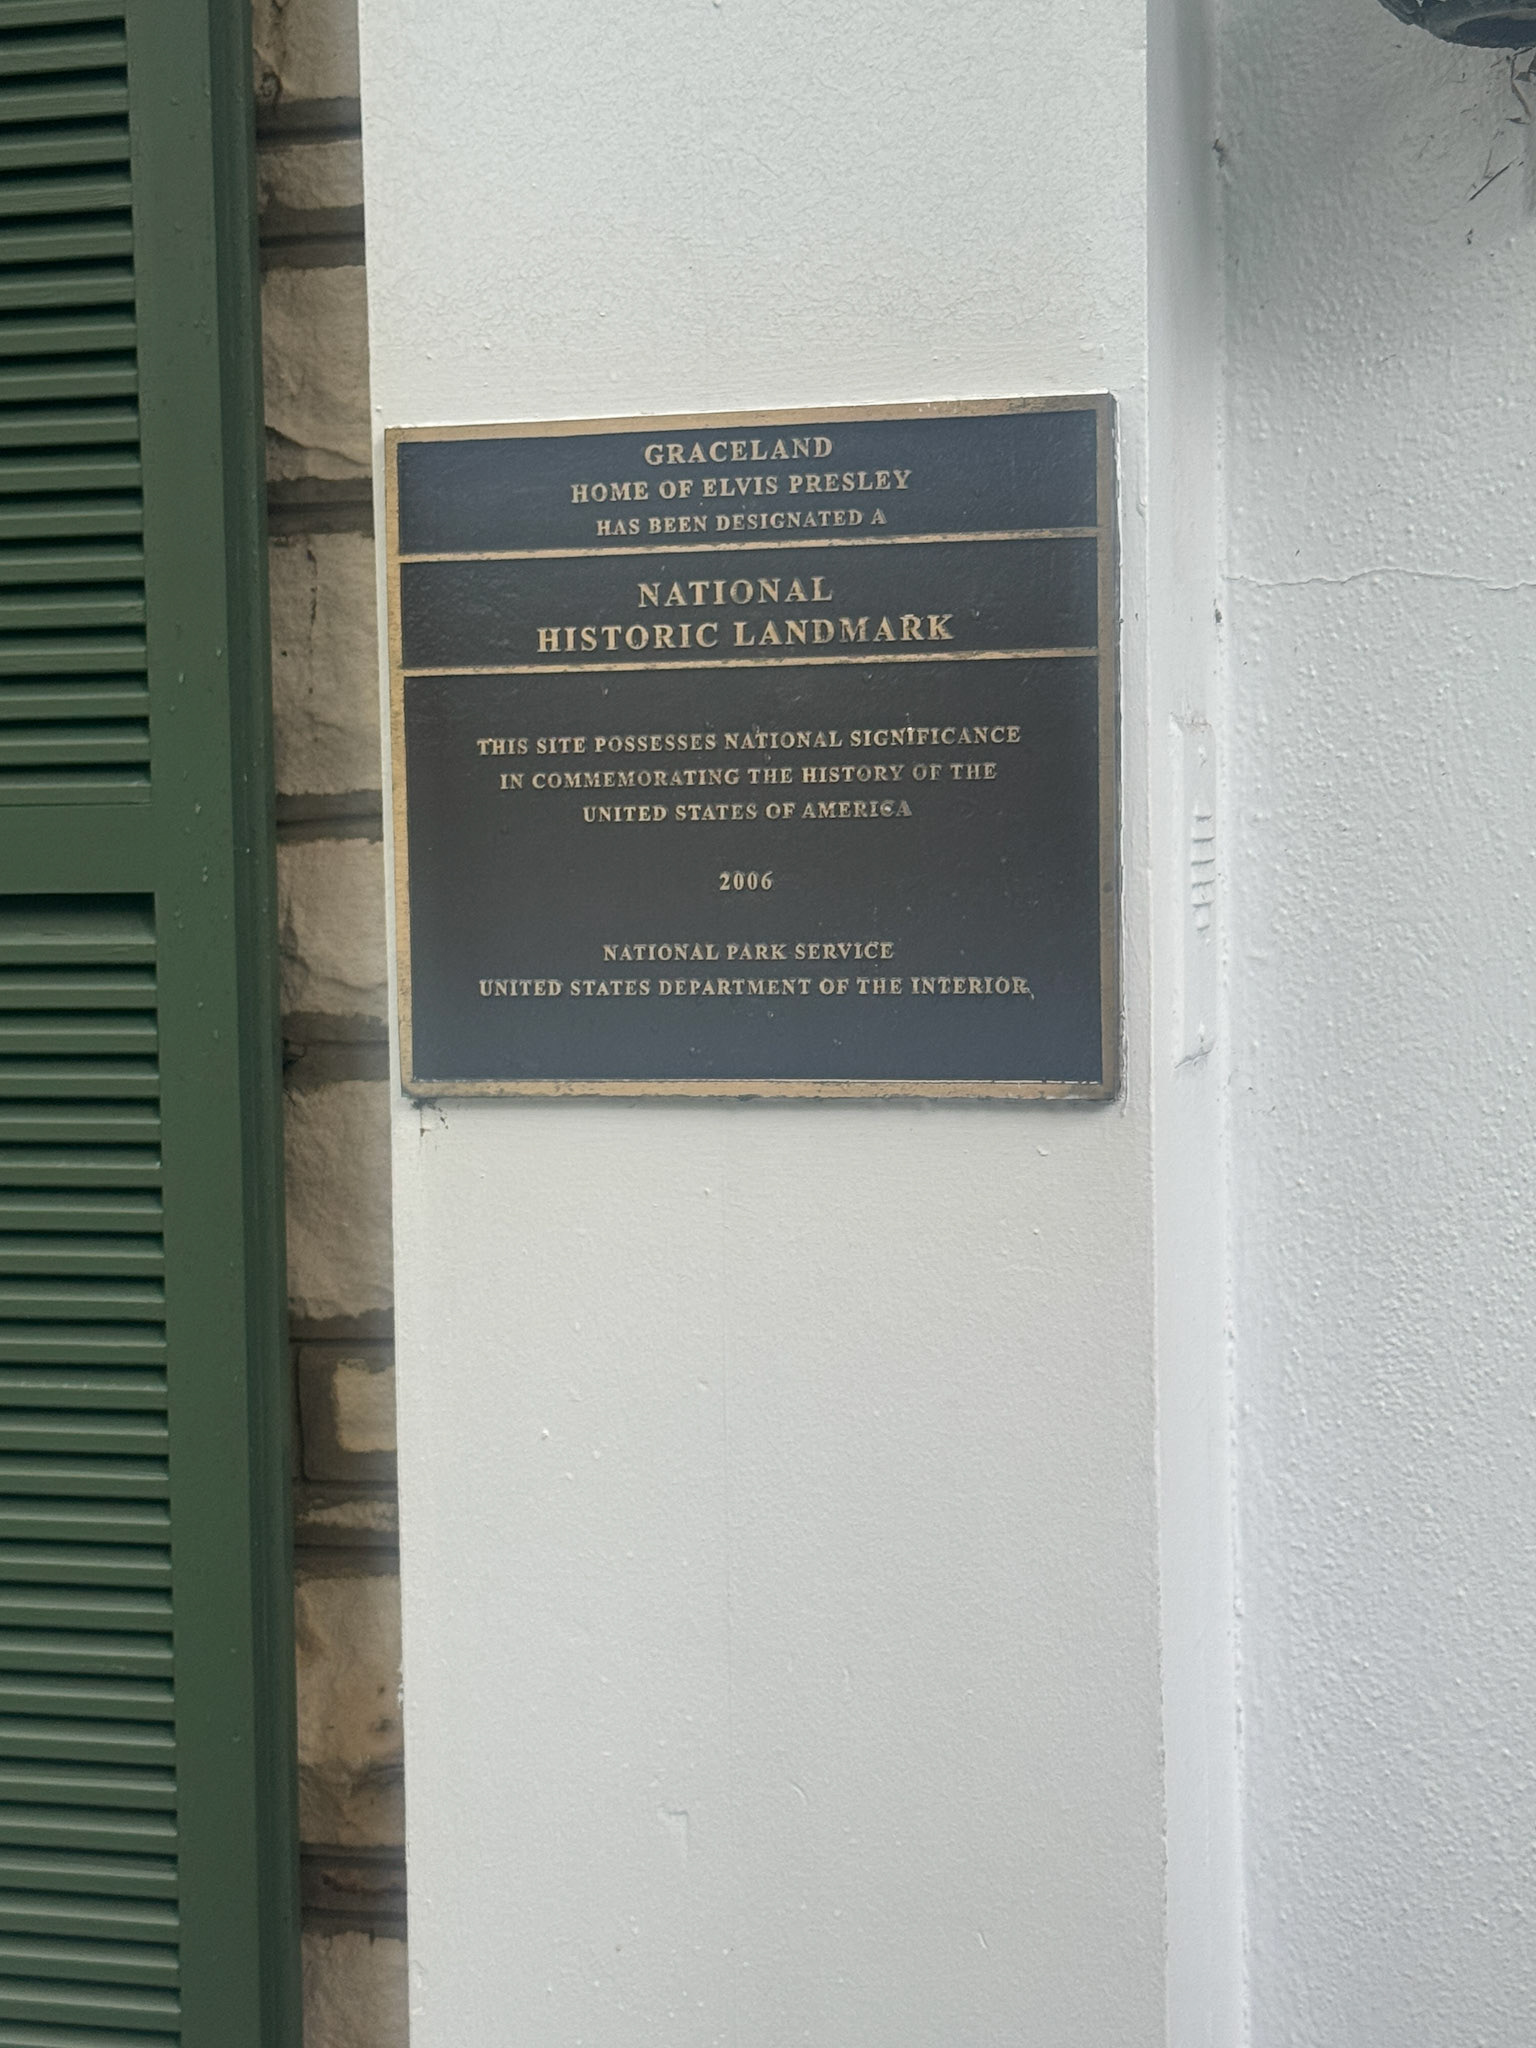 GRACELAND
HOME OF ELVIS PRESLEY
HAS BEEN DESIGNATED A
NATIONAL
HISTORIC LANDMARK
THIS SITE POSSESSES NATIONAL SIGNIFICANCE
IN COMMEMORATING THE HISTORY OF THE
UNITED STATES OF AMERICA
2006
NATIONAL PARK SERVICE
UNITED STATES DEPARTMENT OF THE INTERIOR